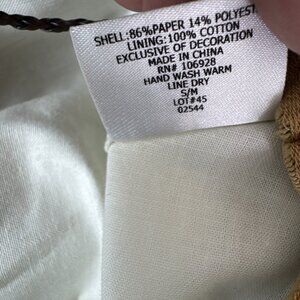 SHELL:86%PAPER 14% POLYEST
LINING:100% COTTON
EXCLUSIVE OF DECORATION
MADE IN CHINA
RN# 106928
HAND WASH WARM
LINE DRY
S/M
LOT#45
02544